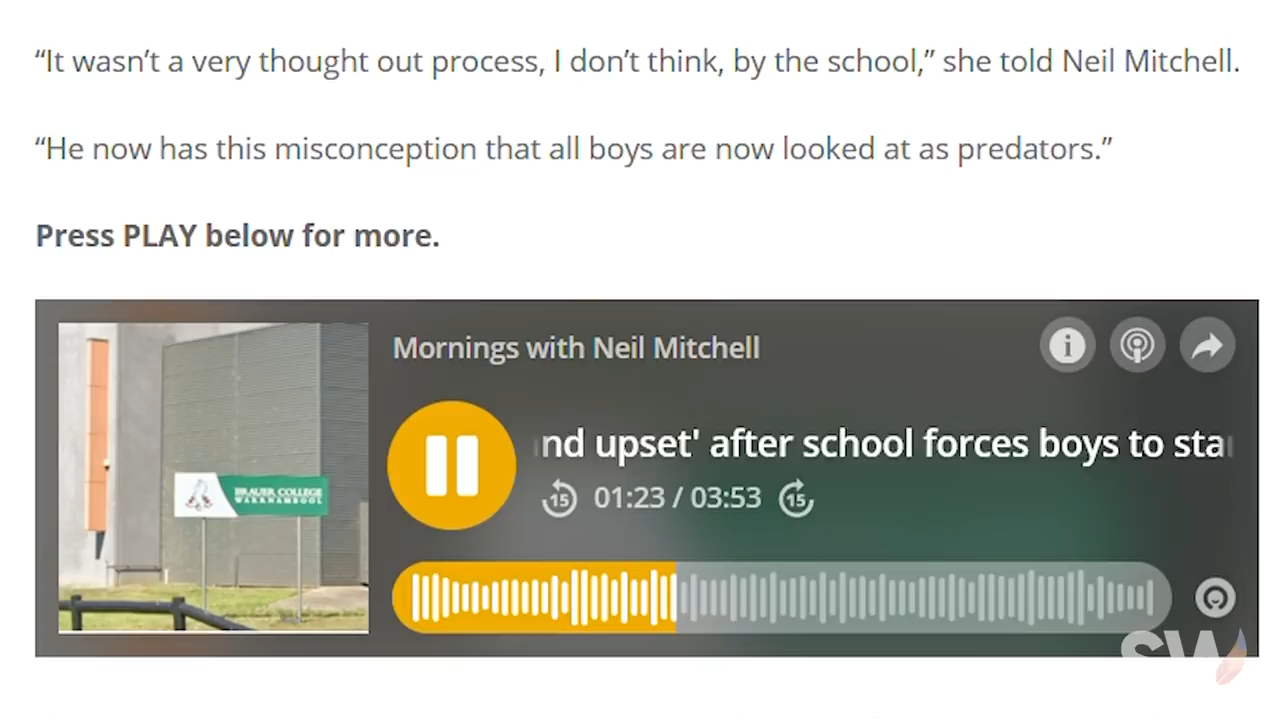 “It wasn’t a very thought out process, I don’t think, by the school,” she told Neil Mitchell.
“He now has this misconception that all boys are now looked at as predators.”
Press PLAY below for more.
Mornings with Neil Mitchell
nd upset' after school forces boys to sta
15 01:23 / 03:53 15
BRAUER COLLEGE
WARRNAMBOOL
SW